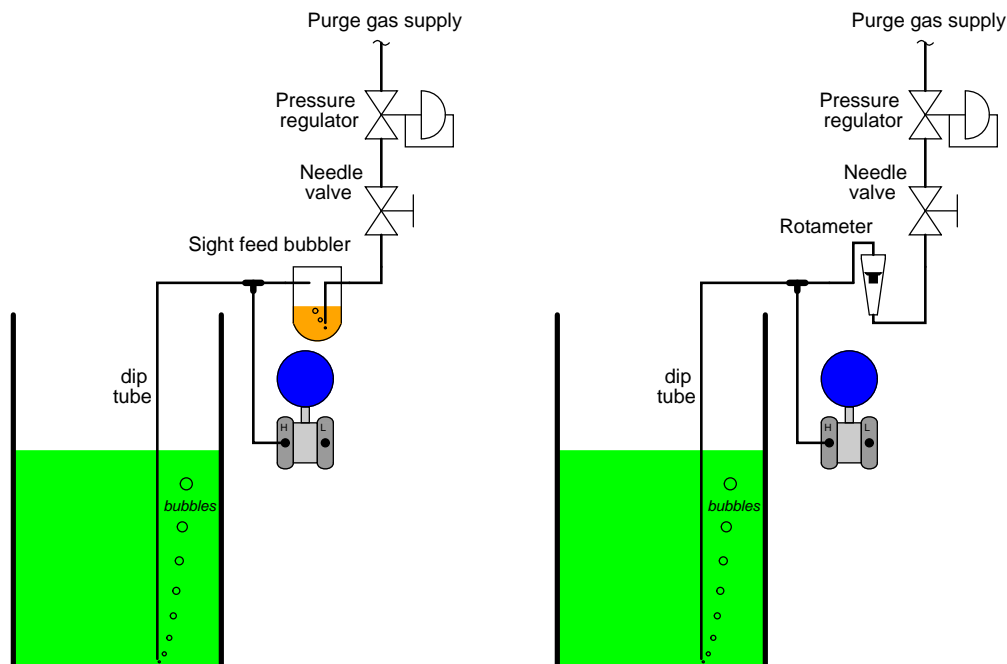 Purge gas supply
Pressure
regulator
Needle
valve
Sight feed bubbler
dip
tube
H
L
bubbles
Purge gas supply
Pressure
regulator
Needle
valve
Rotameter
dip
tube
H
L
bubbles